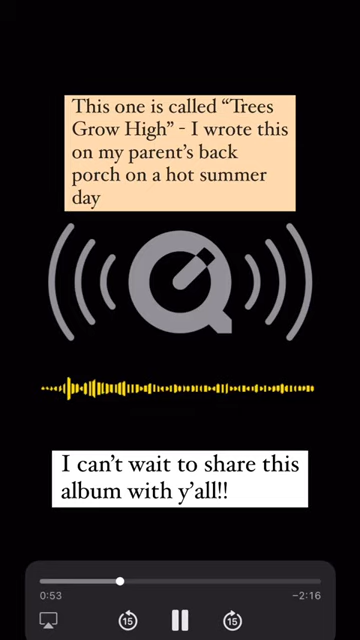 This one is called “Trees
Grow High” - I wrote this
on my parent’s back
porch on a hot summer
day
I can’t wait to share this
album with y’all!!
0:53
−2:16
15
15